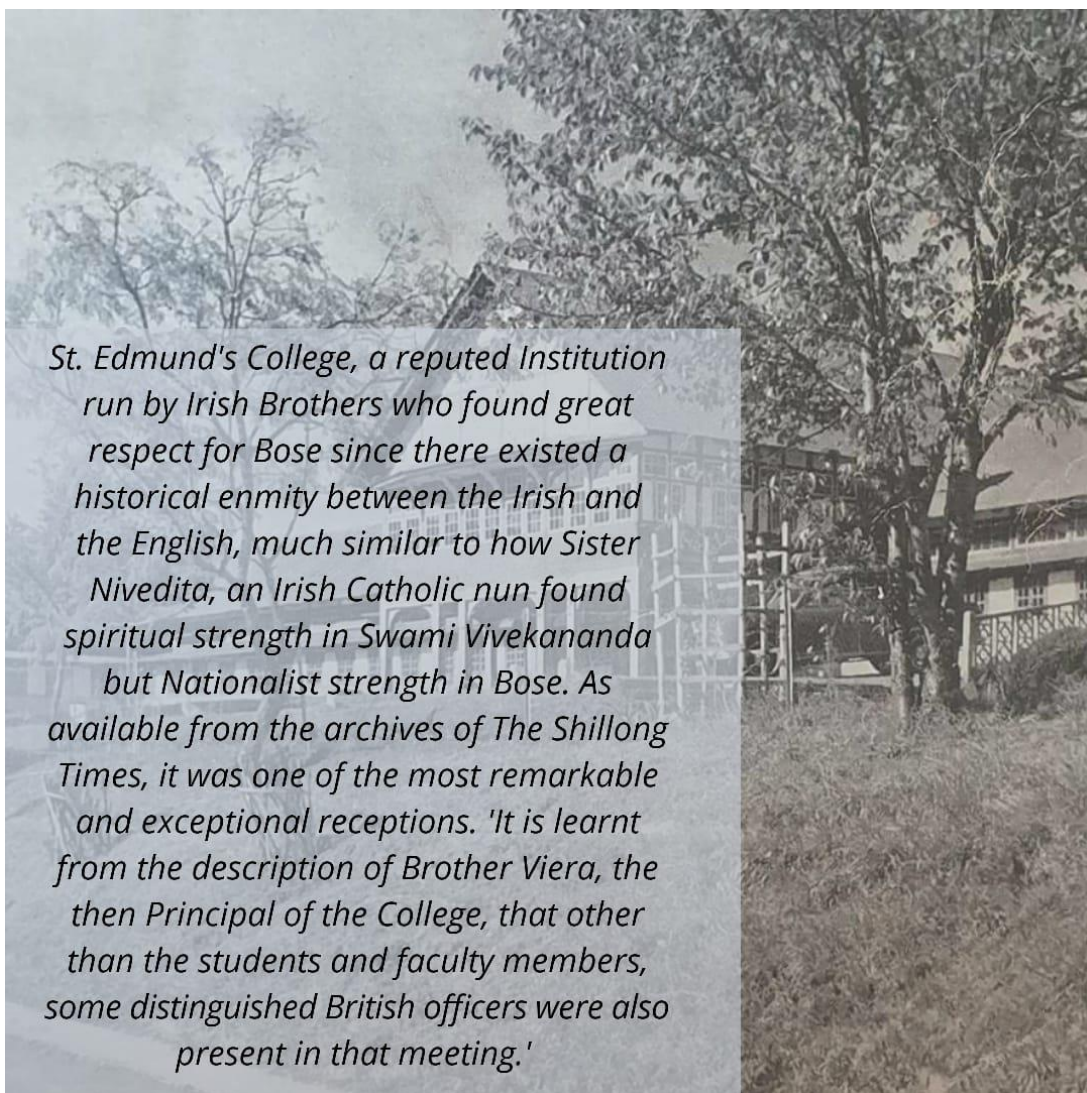 St. Edmund's College, a reputed Institution
run by Irish Brothers who found great
respect for Bose since there existed a
historical enmity between the Irish and
the English, much similar to how Sister
Nivedita, an Irish Catholic nun found
spiritual strength in Swami Vivekananda
but Nationalist strength in Bose. As
available from the archives of The Shillong
Times, it was one of the most remarkable
and exceptional receptions. 'It is learnt
from the description of Brother Viera, the
then Principal of the College, that other
than the students and faculty members,
some distinguished British officers were also
present in that meeting.'